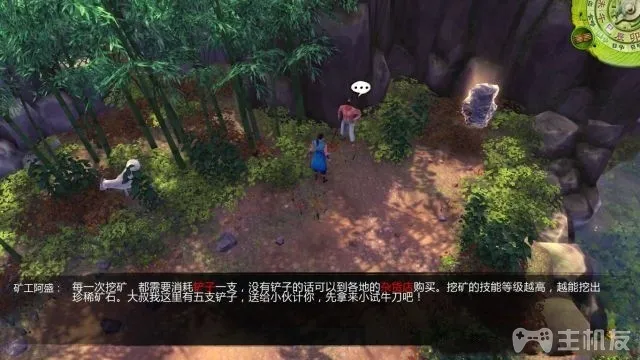 矿工阿盛：
每一次挖矿，都需要消耗铲子一支，没有铲子的话可以到各地的杂货店购买。挖矿的技能等级越高，越能挖出
珍稀矿石。大叔我这里有五支铲子，送给小伙计你，先拿来小试牛刀吧！
主机友